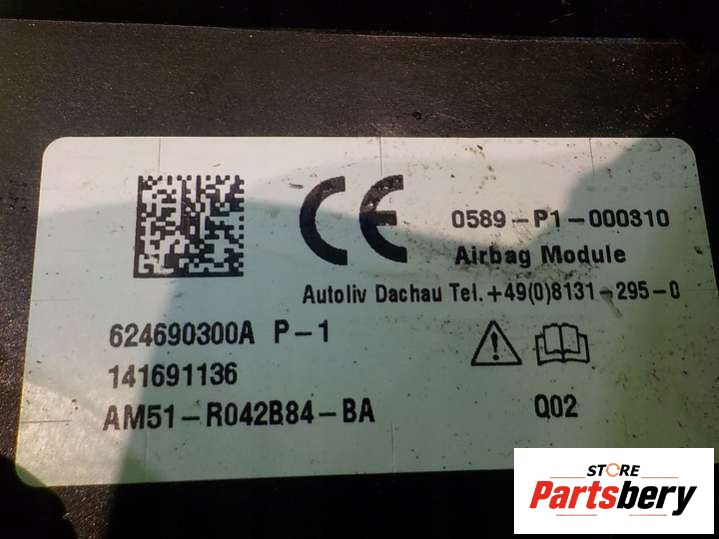 CE
0589-P1-000310
Airbag Module
Autoliv Dachau Tel.+49(0)8131-295-0
624690300A P-1
141691136
AM51-R042B84-BA
Q02
STORE
Partsbery